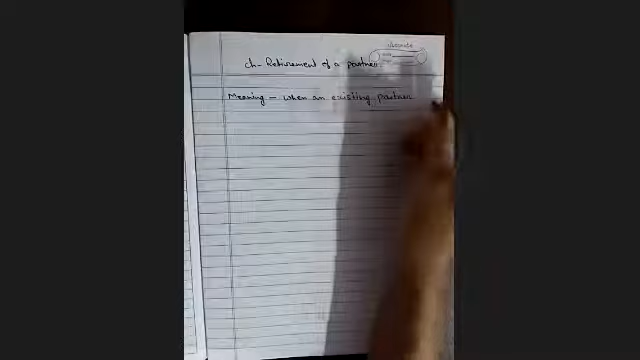 ch- Retirement of a partner
Meaning - when an existing partner